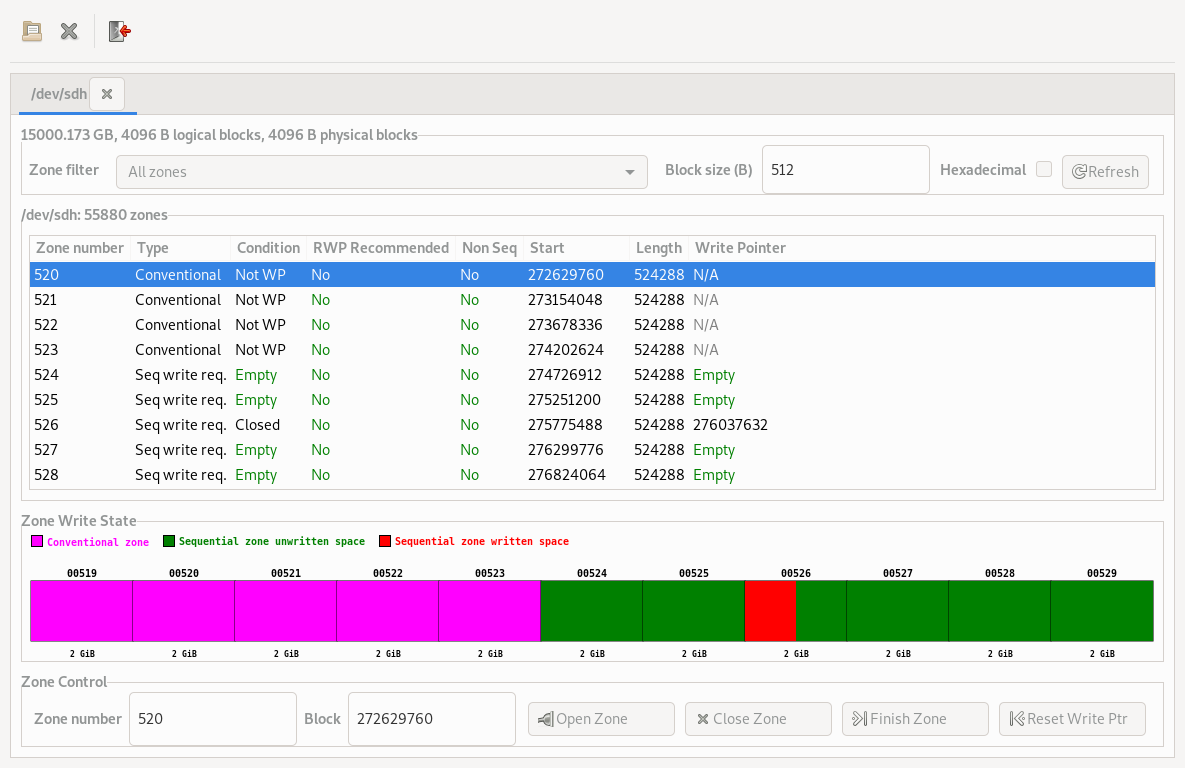 /dev/sdh
15000.173 GB, 4096 B logical blocks, 4096 B physical blocks
Zone filter All zones Block size (B) 512 Hexadecimal Refresh
/dev/sdh: 55880 zones
Zone number Type Condition RWP Recommended Non Seq Start Length Write Pointer
520 Conventional Not WP No No 272629760 524288 N/A
521 Conventional Not WP No No 273154048 524288 N/A
522 Conventional Not WP No No 273678336 524288 N/A
523 Conventional Not WP No No 274202624 524288 N/A
524 Seq write req. Empty No No 274726912 524288 Empty
525 Seq write req. Empty No No 275251200 524288 Empty
526 Seq write req. Closed No No 275775488 524288 276037632
527 Seq write req. Empty No No 276299776 524288 Empty
528 Seq write req. Empty No No 276824064 524288 Empty
Zone Write State
Conventional zone Sequential zone unwritten space Sequential zone written space
00519 00520 00521 00522 00523 00524 00525 00526 00527 00528 00529
2 GiB 2 GiB 2 GiB 2 GiB 2 GiB 2 GiB 2 GiB 2 GiB 2 GiB 2 GiB 2 GiB
Zone Control
Zone number 520 Block 272629760 Open Zone Close Zone Finish Zone Reset Write Ptr